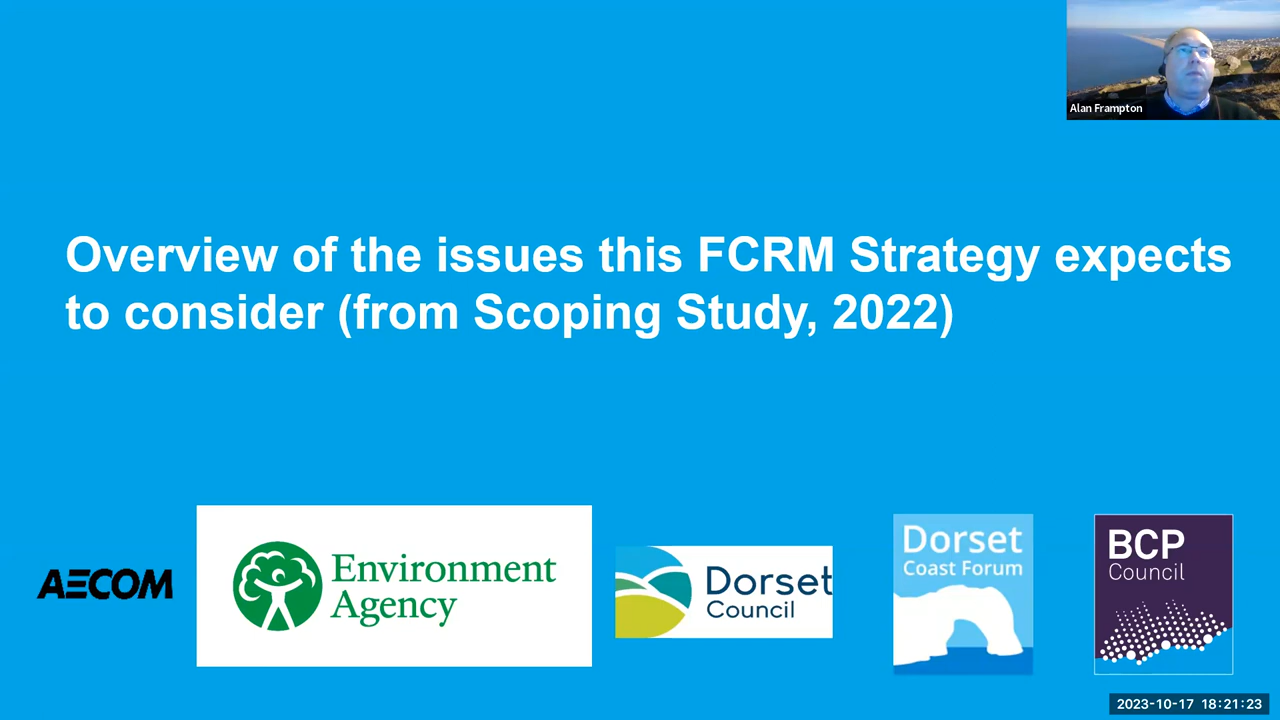 Alan Frampton
Overview of the issues this FCRM Strategy expects
to consider (from Scoping Study, 2022)
AECOM
Environment
Agency
Dorset
Council
Dorset
Coast Forum
BCP
Council
2023-10-17 18:21:23